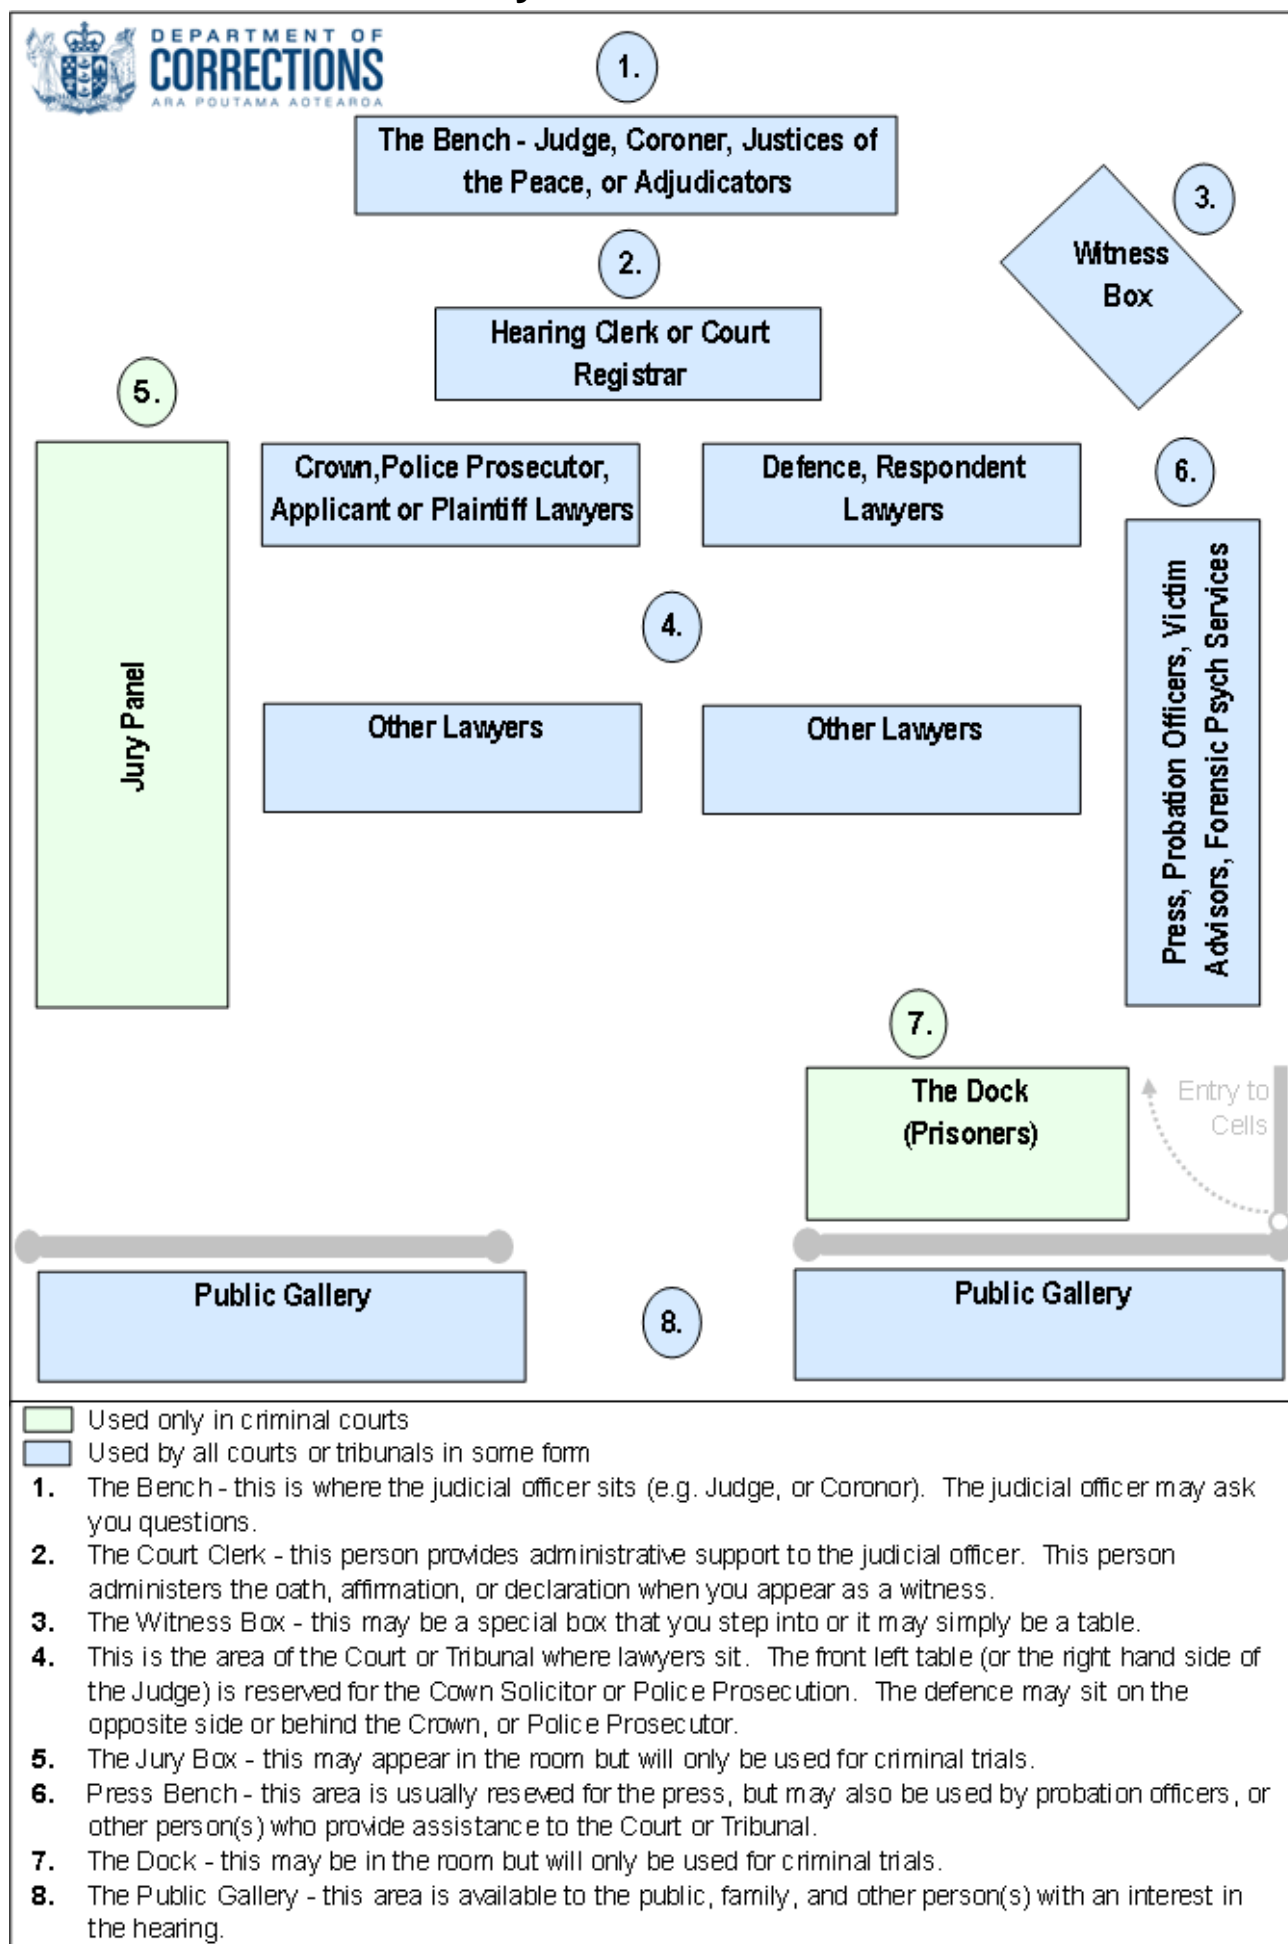 DEPARTMENT OF
CORRECTIONS
ARA POUTAMA AOTEAROA
1.
The Bench - Judge, Coroner, Justices of
the Peace, or Adjudicators
3.
Witness
Box
2.
Hearing Clerk or Court
Registrar
5.
Jury Panel
Crown,Police Prosecutor,
Applicant or Plaintiff Lawyers
Defence, Respondent
Lawyers
6.
Press, Probation Officers, Victim
Advisors, Forensic Psych Services
4.
Other Lawyers
Other Lawyers
7.
The Dock
(Prisoners)
Entry to
Cells
Public Gallery
8.
Public Gallery
Used only in criminal courts
Used by all courts or tribunals in some form
1. The Bench - this is where the judicial officer sits (e.g. Judge, or Coronor). The judicial officer may ask
you questions.
2. The Court Clerk - this person provides administrative support to the judicial officer. This person
administers the oath, affirmation, or declaration when you appear as a witness.
3. The Witness Box - this may be a special box that you step into or it may simply be a table.
4. This is the area of the Court or Tribunal where lawyers sit. The front left table (or the right hand side of
the Judge) is reserved for the Cown Solicitor or Police Prosecution. The defence may sit on the
opposite side or behind the Crown, or Police Prosecutor.
5. The Jury Box - this may appear in the room but will only be used for criminal trials.
6. Press Bench - this area is usually reseved for the press, but may also be used by probation officers, or
other person(s) who provide assistance to the Court or Tribunal.
7. The Dock - this may be in the room but will only be used for criminal trials.
8. The Public Gallery - this area is available to the public, family, and other person(s) with an interest in
the hearing.